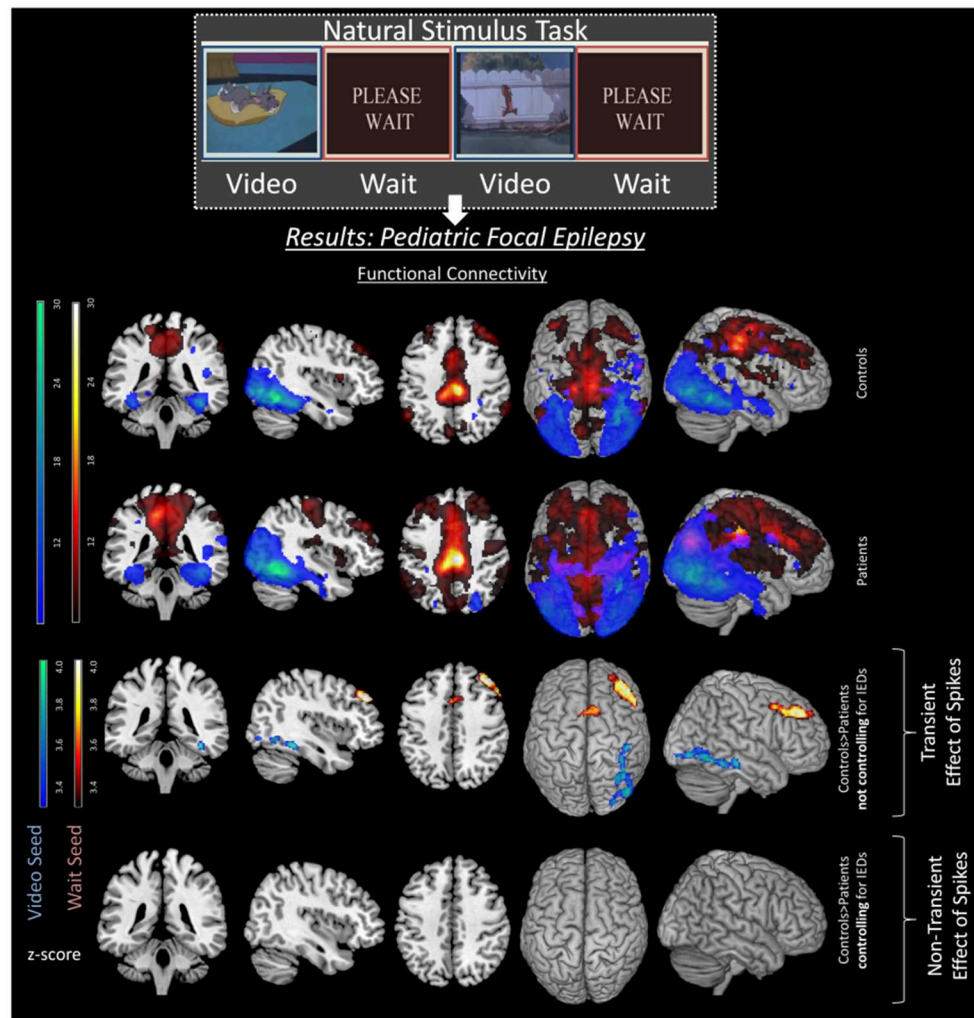 Natural Stimulus Task
PLEASE
WAIT
PLEASE
WAIT
Video
Wait
Video
Wait
Results: Pediatric Focal Epilepsy
Functional Connectivity
30
24
18
12
30
24
18
12
Controls
Patients
4.0
3.8
3.6
3.4
4.0
3.8
3.6
3.4
Controls>Patients
not controlling for IEDs
Transient
Effect of Spikes
Video Seed
Wait Seed
z-score
Controls>Patients
controlling for IEDs
Non-Transient
Effect of Spikes